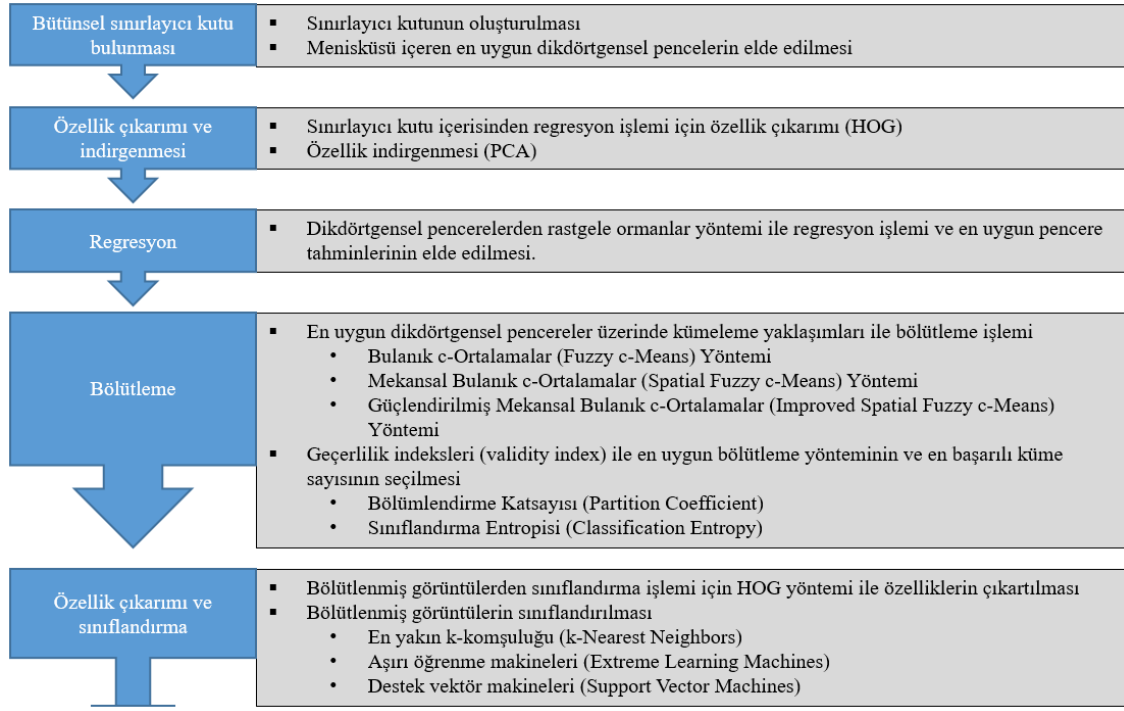 Bütünsel sınırlayıcı kutu
bulunması
▪ Sınırlayıcı kutunun oluşturulması
▪ Menisküsü içeren en uygun dikdörtgensel pencelerin elde edilmesi
Özellik çıkarımı ve
indirgenmesi
▪ Sınırlayıcı kutu içerisinden regresyon işlemi için özellik çıkarımı (HOG)
▪ Özellik indirgenmesi (PCA)
Regresyon
▪ Dikdörtgensel pencerelerden rastgele ormanlar yöntemi ile regresyon işlemi ve en uygun pencere
tahminlerinin elde edilmesi.
Bölütleme
▪ En uygun dikdörtgensel pencereler üzerinde kümeleme yaklaşımları ile bölütleme işlemi
• Bulanık c-Ortalamalar (Fuzzy c-Means) Yöntemi
• Mekansal Bulanık c-Ortalamalar (Spatial Fuzzy c-Means) Yöntemi
• Güçlendirilmiş Mekansal Bulanık c-Ortalamalar (Improved Spatial Fuzzy c-Means)
Yöntemi
▪ Geçerlilik indeksleri (validity index) ile en uygun bölütleme yönteminin ve en başarılı küme
sayısının seçilmesi
• Bölümlendirme Katsayısı (Partition Coefficient)
• Sınıflandırma Entropisi (Classification Entropy)
Özellik çıkarımı ve
sınıflandırma
▪ Bölütlenmiş görüntülerden sınıflandırma işlemi için HOG yöntemi ile özelliklerin çıkartılması
▪ Bölütlenmiş görüntülerin sınıflandırılması
• En yakın k-komşuluğu (k-Nearest Neighbors)
• Aşırı öğrenme makineleri (Extreme Learning Machines)
• Destek vektör makineleri (Support Vector Machines)